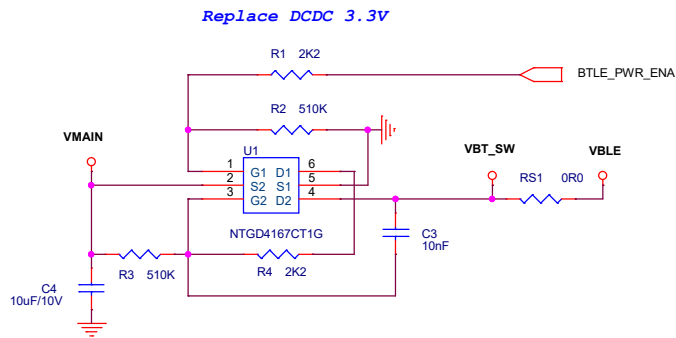 Replace DCDC 3.3V
R1 2K2
BTLE_PWR_ENA
R2 510K
VMAIN
U1
VBT_SW
VBLE
1 G1 D1 6
2 S2 S1 5
3 G2 D2 4
RS1 0R0
NTGD4167CT1G
C3
10nF
R3 510K
R4 2K2
C4
10uF/10V